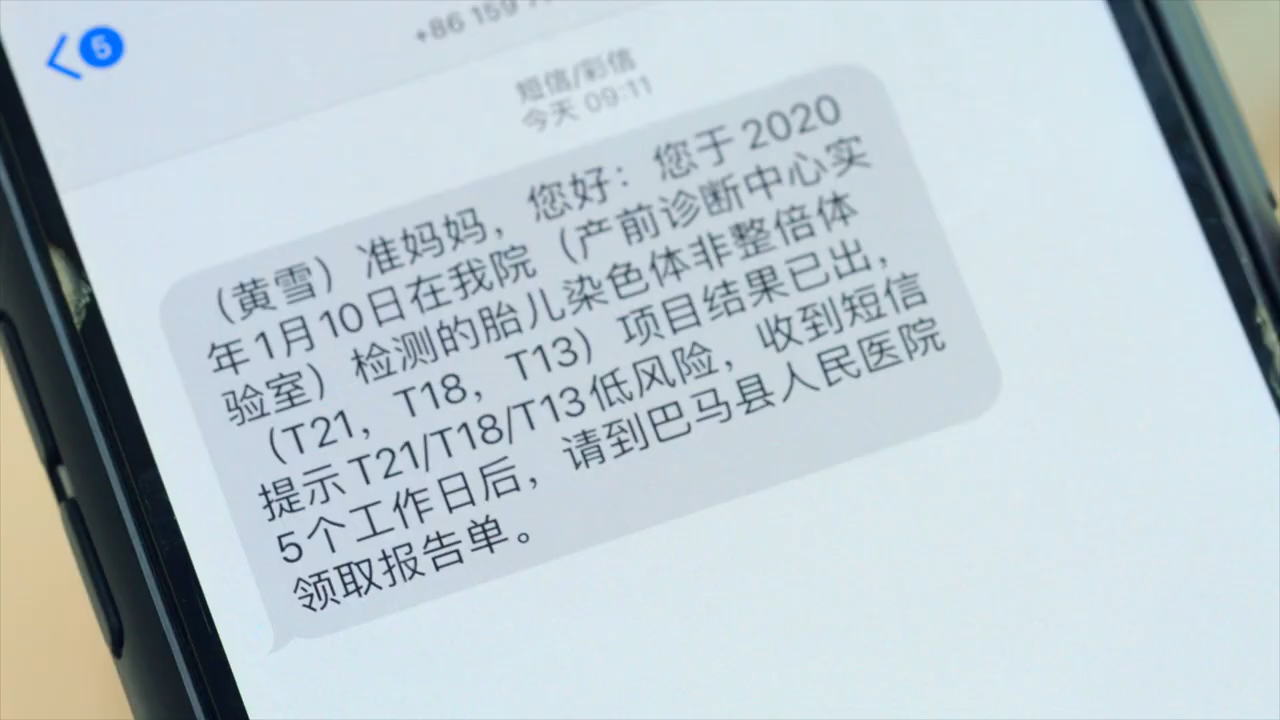 5
+86 159 7
短信/彩信
今天 09:11
（黄雪）准妈妈，您好：您于2020
年1月10日在我院（产前诊断中心实
验室）检测的胎儿染色体非整倍体
（T21，T18，T13）项目结果已出，
提示T21/T18/T13低风险，收到短信
5个工作日后，请到巴马县人民医院
领取报告单。